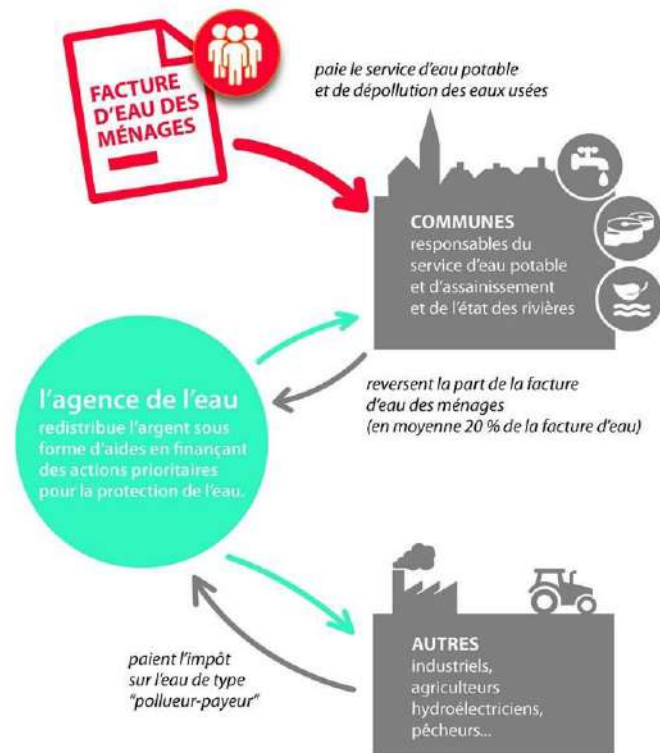 FACTURE
D'EAU DES
MÉNAGES
paie le service d'eau potable
et de dépollution des eaux usées
COMMUNES
responsables du
service d'eau potable
et d'assainissement
et de l'état des rivières
l'agence de l'eau
redistribue l'argent sous
forme d'aides en finançant
des actions prioritaires
pour la protection de l'eau.
reversent la part de la facture
d'eau des ménages
(en moyenne 20 % de la facture d'eau)
paient l'impôt
sur l'eau de type
"pollueur-payeur"
AUTRES
industriels,
agriculteurs
hydroélectriciens,
pêcheurs...